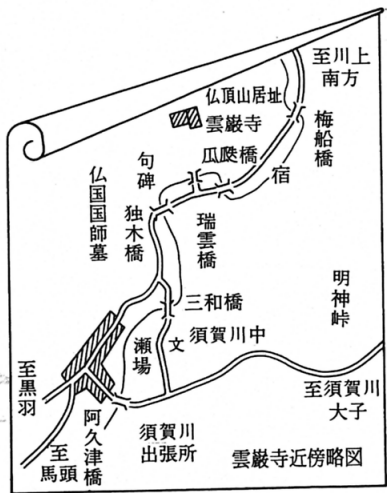 至川上
南方
仏頂山居址
雲巌寺
梅船橋
瓜瓞橋
宿
句碑
仏国国師墓
独木橋
瑞雲橋
明神峠
三和橋
須賀川中
文
瀬場
至黒羽
阿久津橋
至馬頭
須賀川
出張所
至須賀川
大子
雲巌寺近傍略図